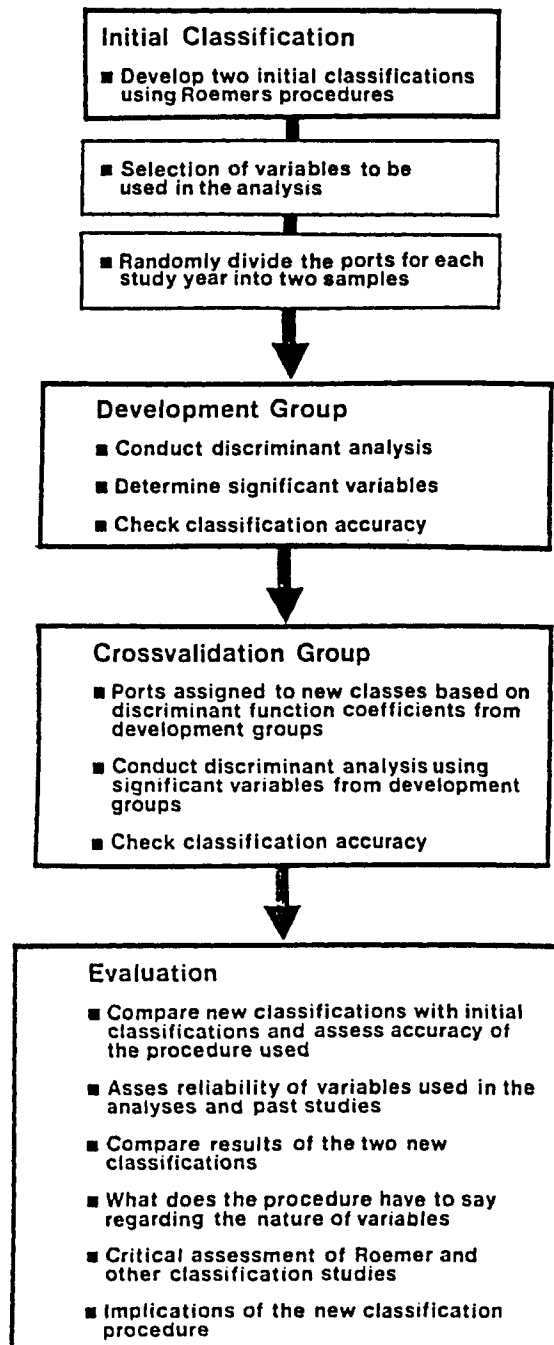 Initial Classification
■ Develop two initial classifications
using Roemers procedures
■ Selection of variables to be
used in the analysis
■ Randomly divide the ports for each
study year into two samples
Development Group
■ Conduct discriminant analysis
■ Determine significant variables
■ Check classification accuracy
Crossvalidation Group
■ Ports assigned to new classes based on
discriminant function coefficients from
development groups
■ Conduct discriminant analysis using
significant variables from development
groups
■ Check classification accuracy
Evaluation
■ Compare new classifications with initial
classifications and assess accuracy of
the procedure used
■ Asses reliability of variables used in the
analyses and past studies
■ Compare results of the two new
classifications
■ What does the procedure have to say
regarding the nature of variables
■ Critical assessment of Roemer and
other classification studies
■ Implications of the new classification
procedure